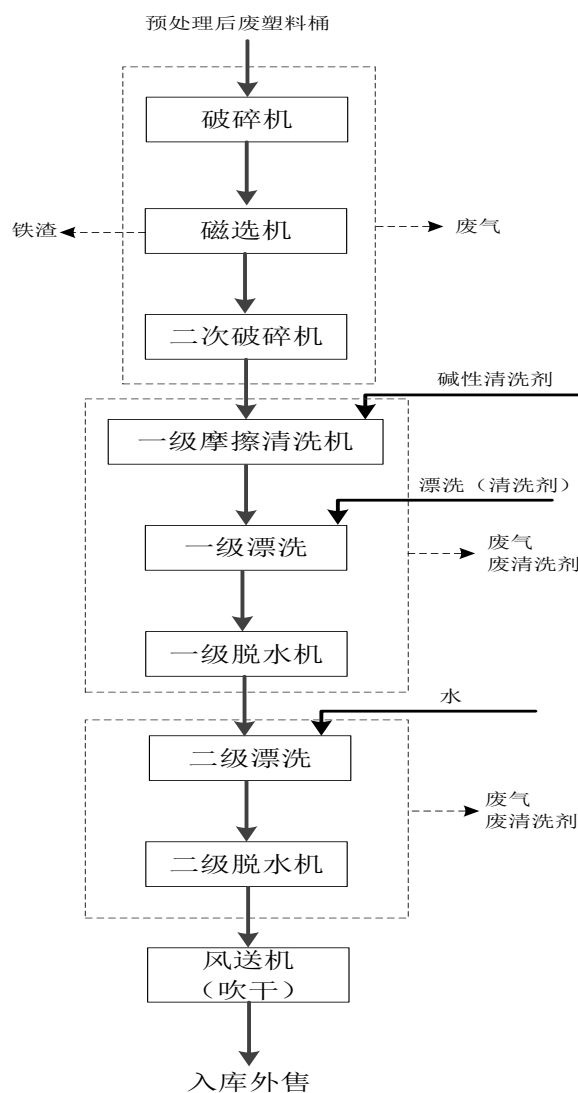 预处理后废塑料桶
破碎机
铁渣
磁选机
废气
二次破碎机
碱性清洗剂
一级摩擦清洗机
漂洗（清洗剂）
一级漂洗
废气
废清洗剂
一级脱水机
水
二级漂洗
废气
废清洗剂
二级脱水机
风送机
（吹干）
入库外售